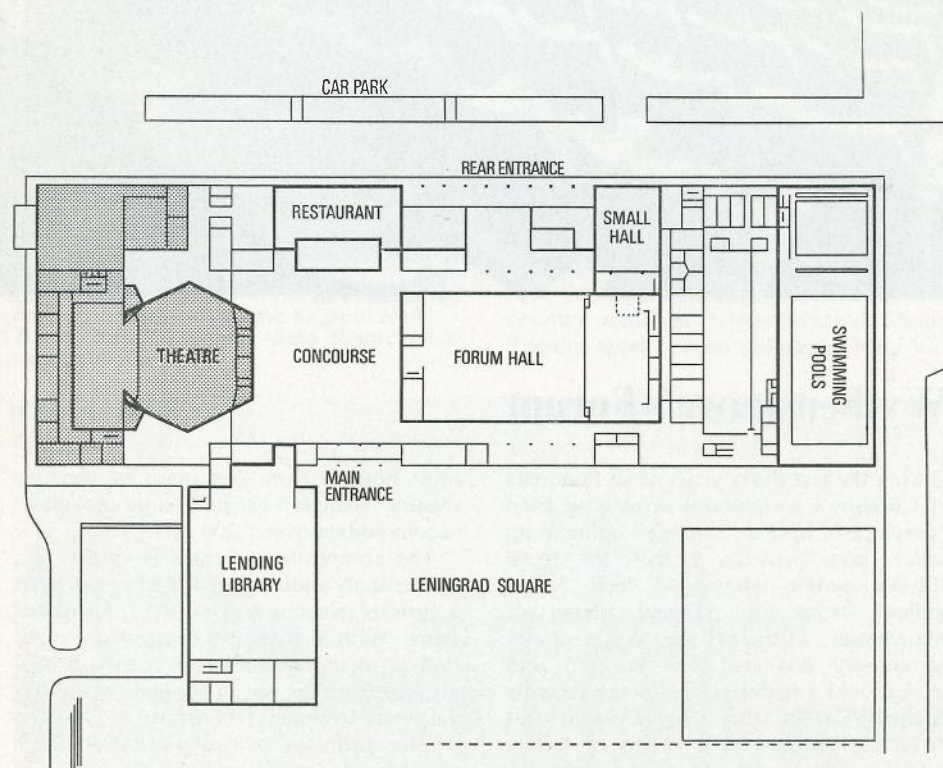 CAR PARK
REAR ENTRANCE
RESTAURANT
SMALL
HALL
THEATRE
CONCOURSE
FORUM HALL
SWIMMING
POOLS
MAIN
ENTRANCE
LENDING
LIBRARY
LENINGRAD SQUARE